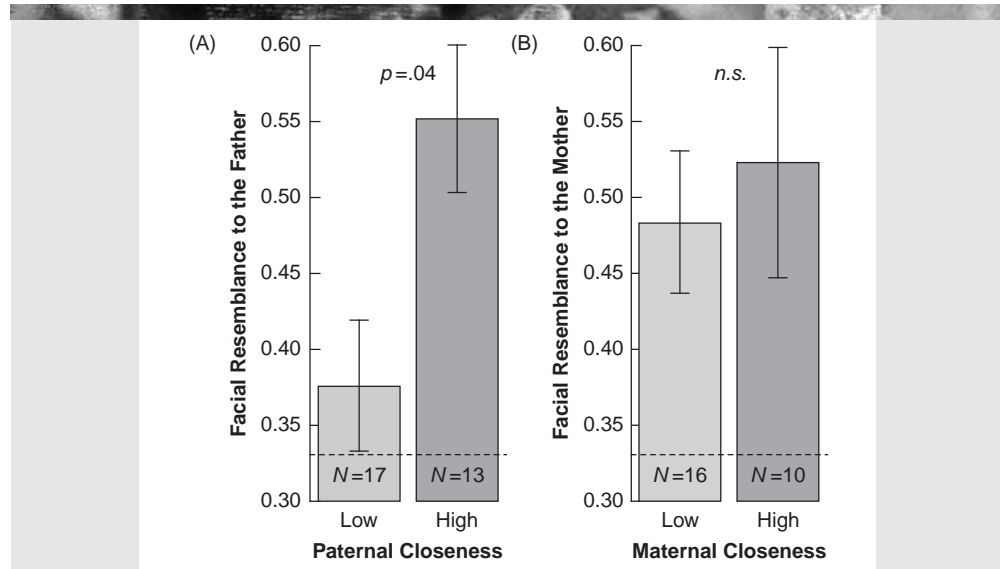 (A)
Facial Resemblance to the Father
0.60
0.55
0.50
0.45
0.40
0.35
0.30
p=.04
N=17
N=13
Low
High
Paternal Closeness
(B)
Facial Resemblance to the Mother
0.60
0.55
0.50
0.45
0.40
0.35
0.30
n.s.
N=16
N=10
Low
High
Maternal Closeness